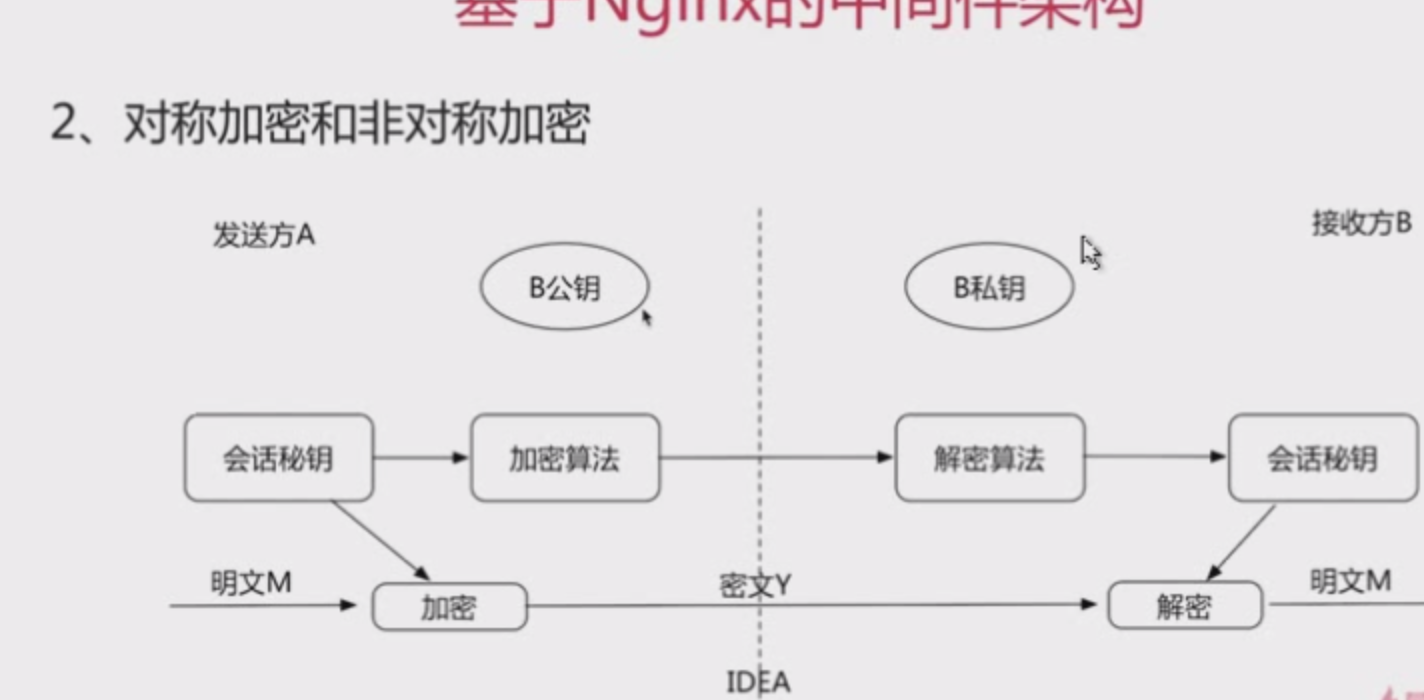 基于Nginx的中间件架构
2、对称加密和非对称加密
发送方A
接收方B
B公钥
B私钥
会话秘钥
加密算法
解密算法
会话秘钥
明文M
密文Y
明文M
加密
解密
IDEA